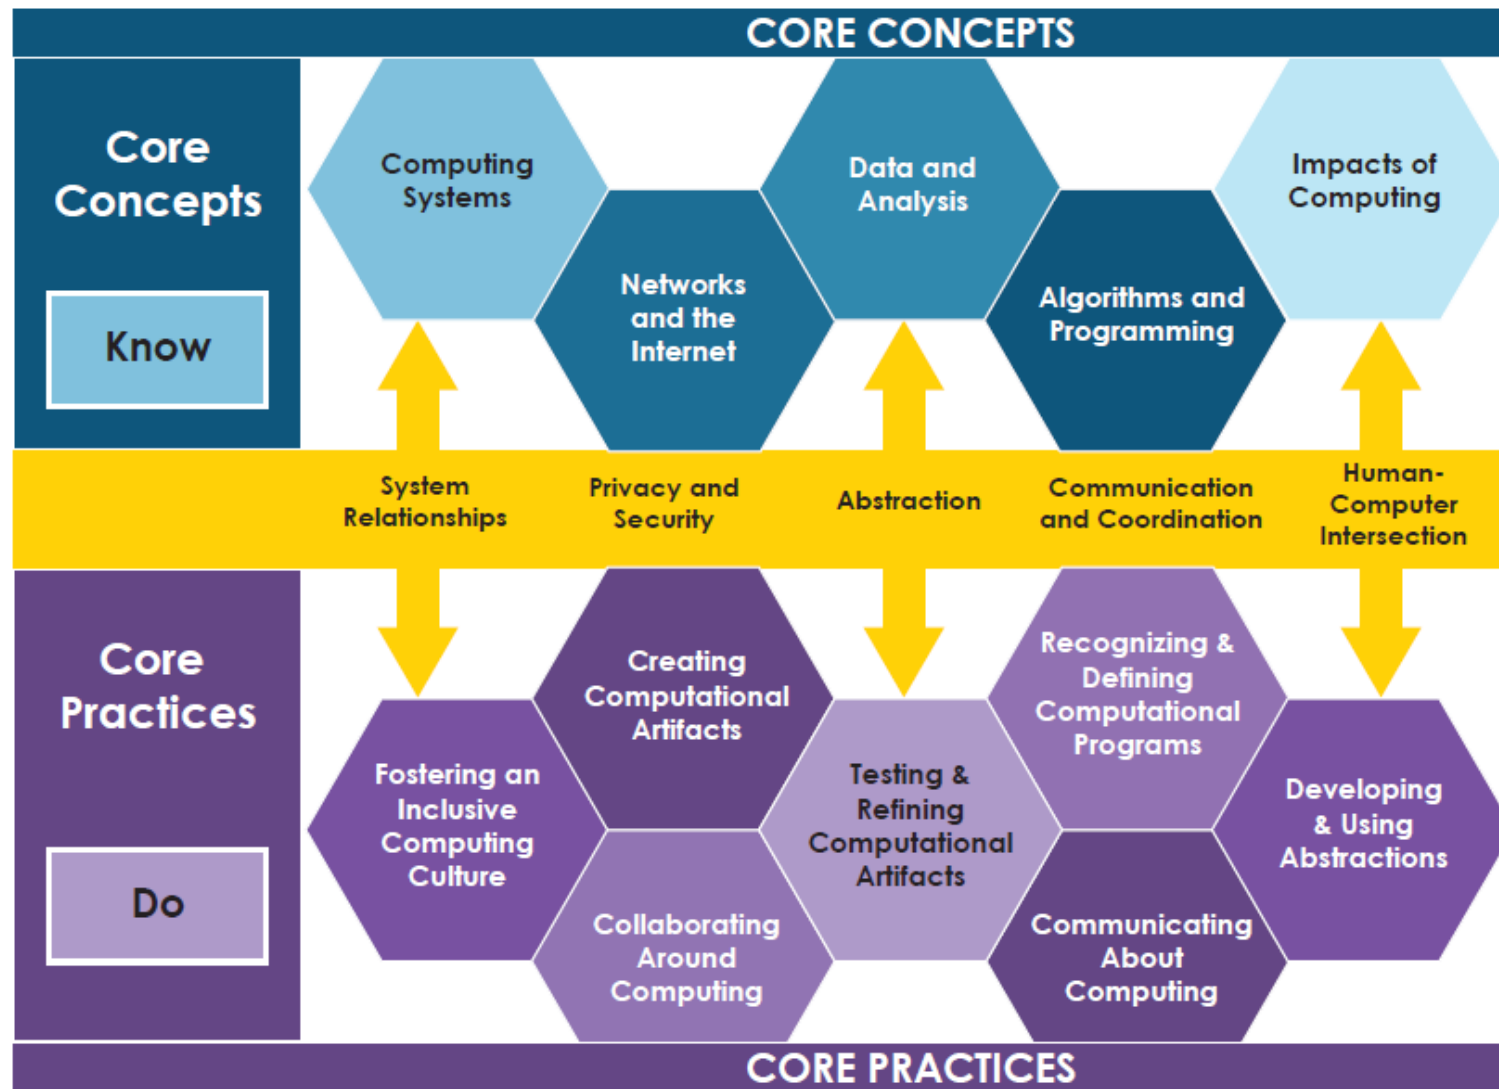 CORE CONCEPTS
Core
Concepts
Know
Computing
Systems
Networks
and the
Internet
Data and
Analysis
Algorithms and
Programming
Impacts of
Computing
System
Relationships
Privacy and
Security
Abstraction
Communication
and Coordination
Human-
Computer
Intersection
Core
Practices
Do
Fostering an
Inclusive
Computing
Culture
Creating
Computational
Artifacts
Collaborating
Around
Computing
Testing &
Refining
Computational
Artifacts
Recognizing &
Defining
Computational
Programs
Communicating
About
Computing
Developing
& Using
Abstractions
CORE PRACTICES